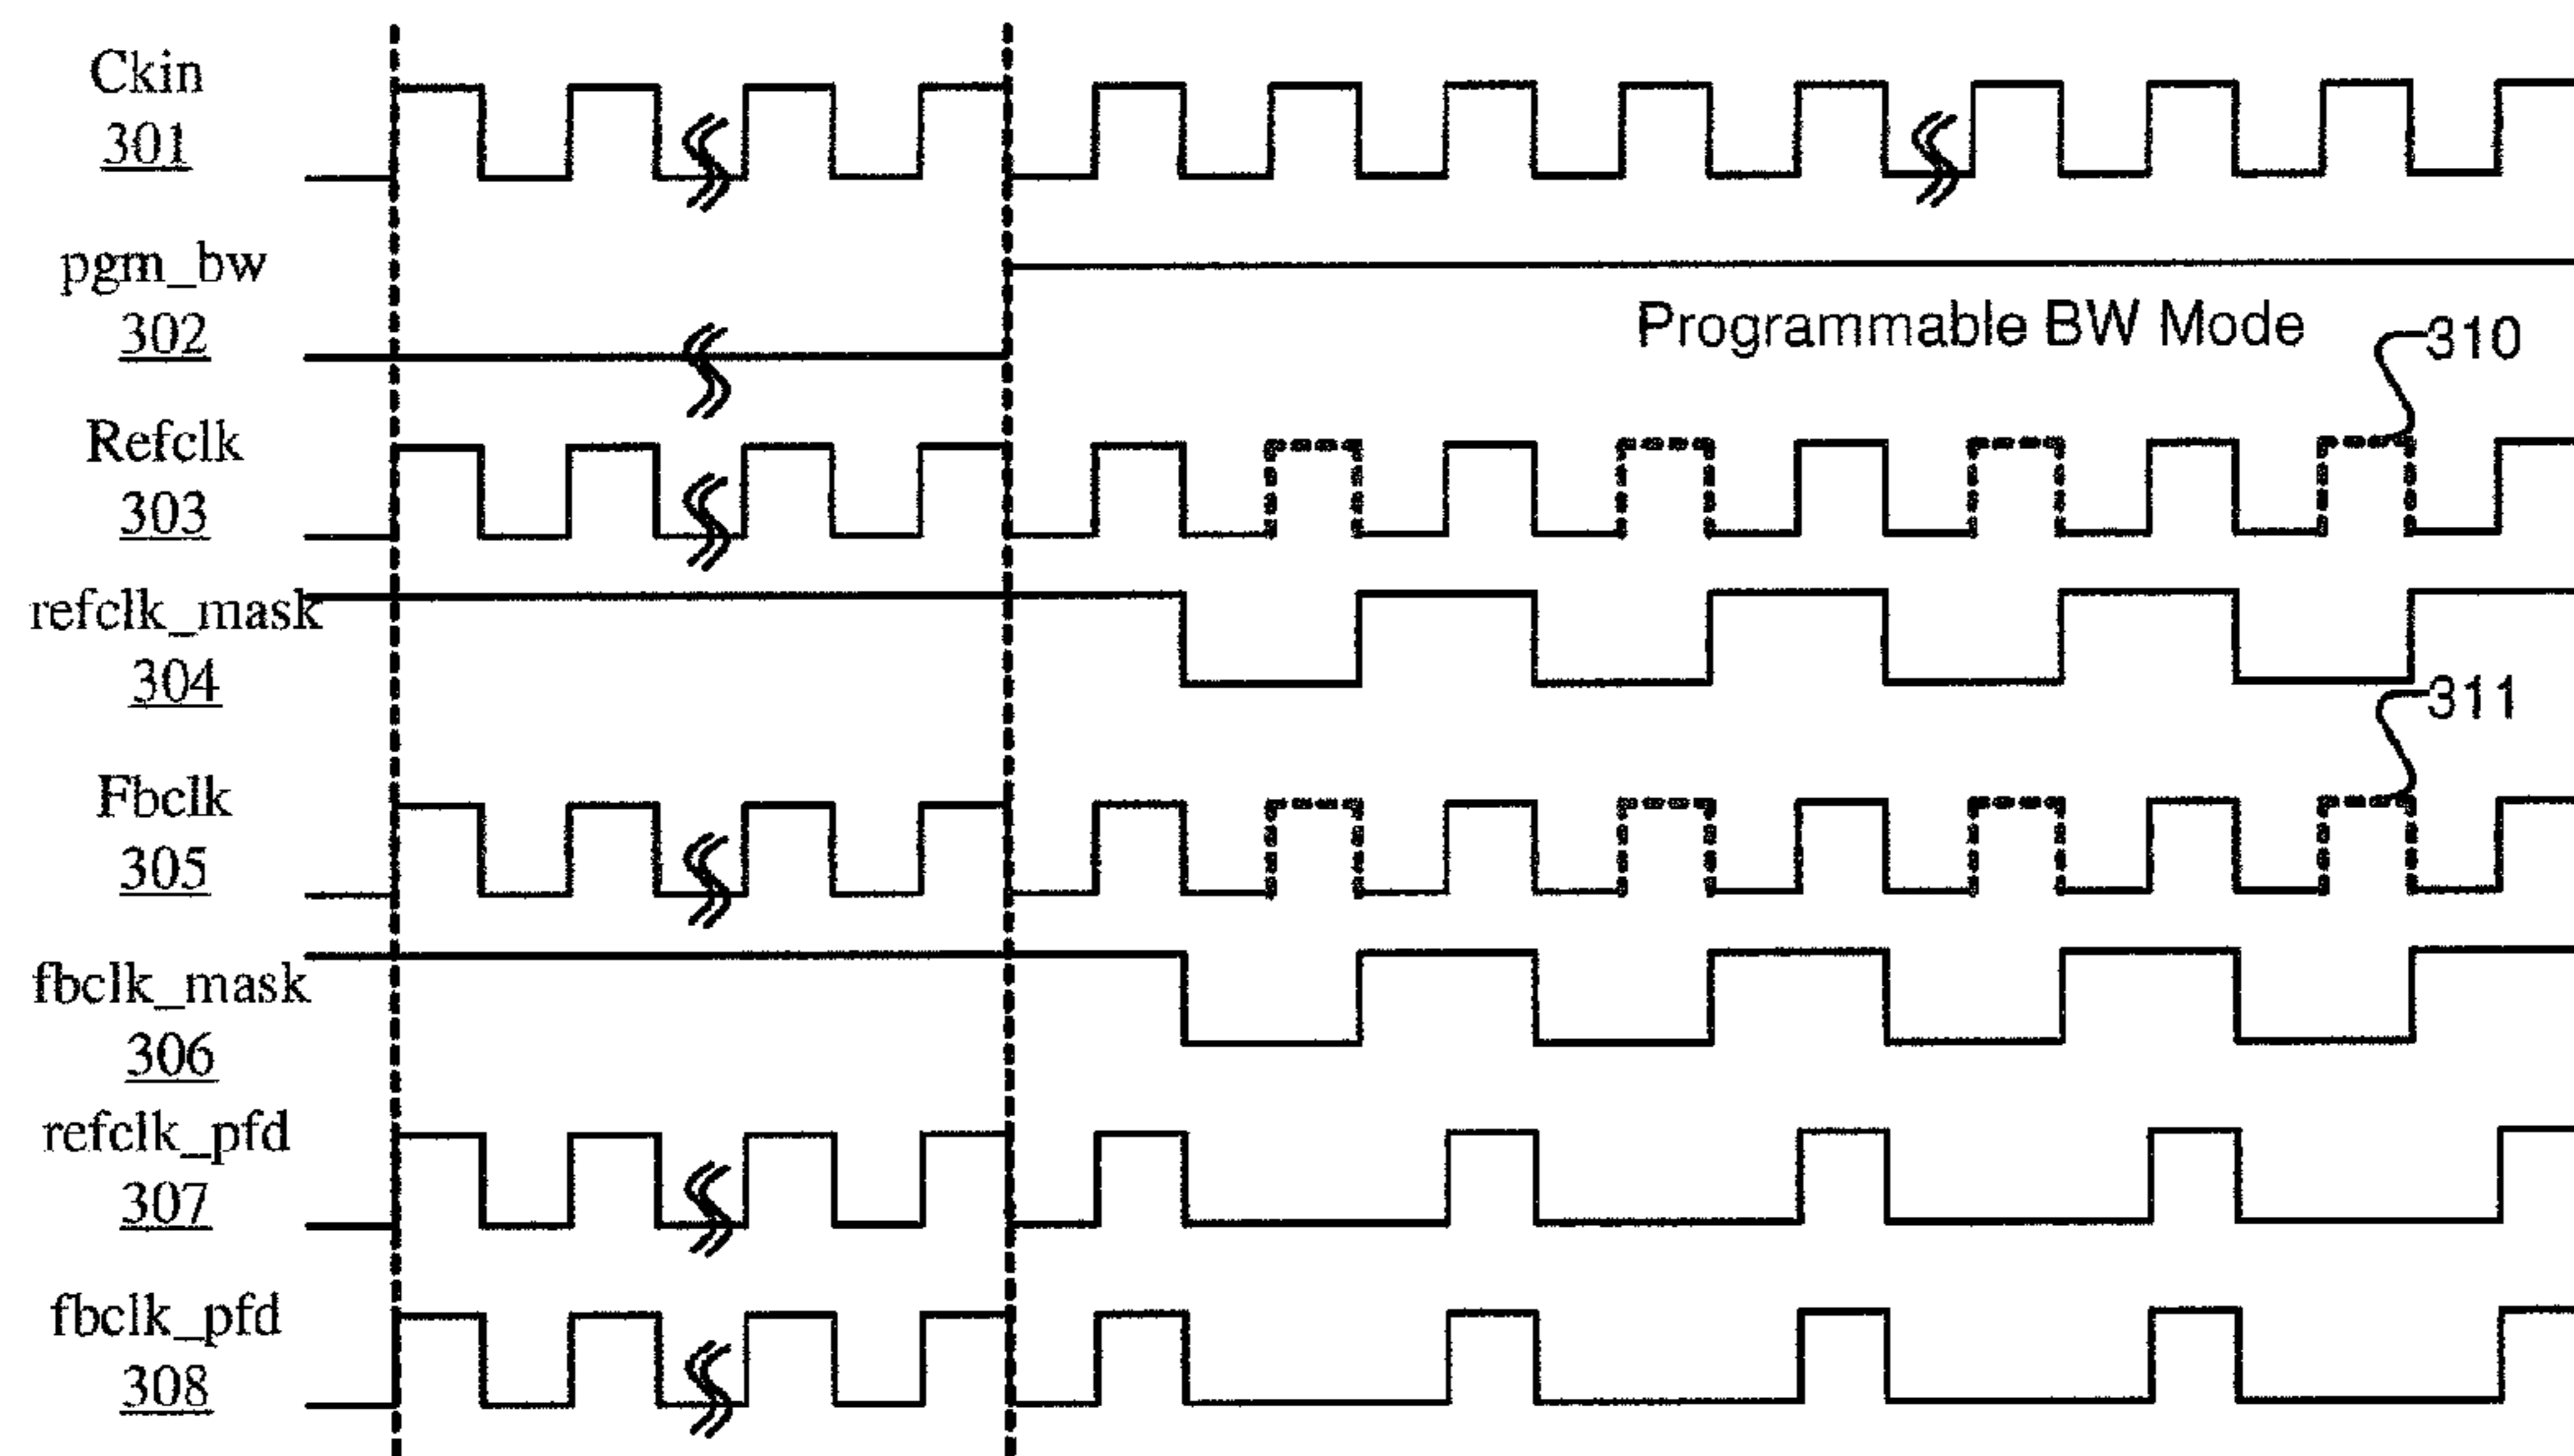 Ckin
301
pgm_bw
302
Programmable BW Mode
310
Refclk
303
refclk_mask
304
311
Fbclk
305
fbclk_mask
306
refclk_pfd
307
fbclk_pfd
308